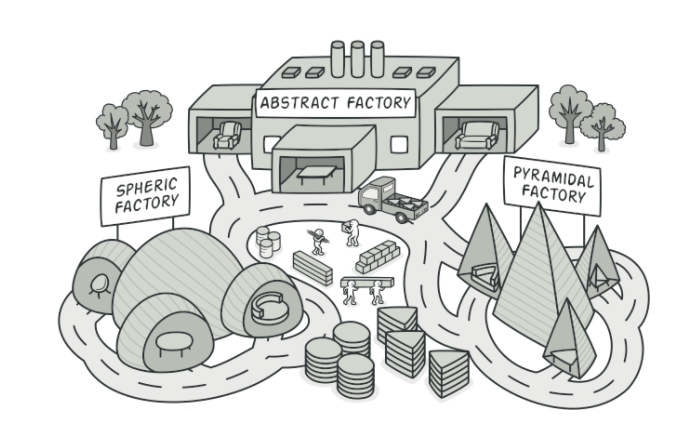 ABSTRACT FACTORY
SPHERIC
FACTORY
PYRAMIDAL
FACTORY